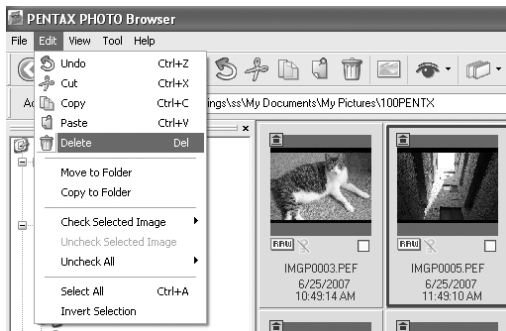 PENTAX PHOTO Browser
File Edit View Tool Help
Undo Ctrl+Z
Cut Ctrl+X
Copy Ctrl+C
Paste Ctrl+V
Delete Del
Move to Folder
Copy to Folder
Check Selected Image
Uncheck Selected Image
Uncheck All
Select All Ctrl+A
Invert Selection
Ad
ings\ss\My Documents\My Pictures\100PENTX
RAW
IMGP0003.PEF
6/25/2007
10:49:14 AM
RAW
IMGP0005.PEF
6/25/2007
11:49:10 AM